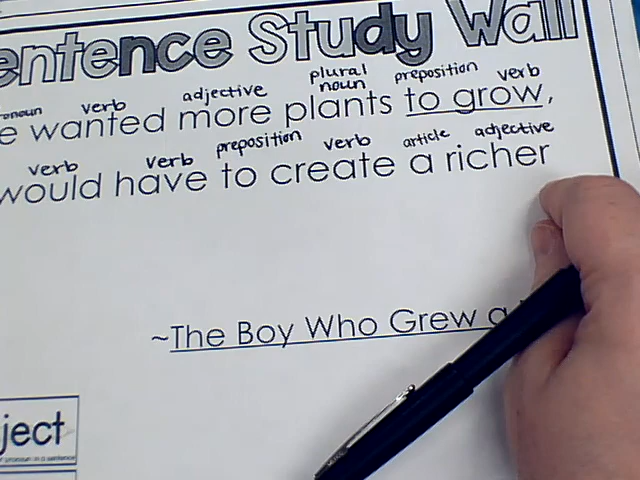 entence Study Wall
onoun verb adjective plural noun preposition verb
e wanted more plants to grow,
verb verb preposition verb article adjective
would have to create a richer
~The Boy Who Grew a
ject